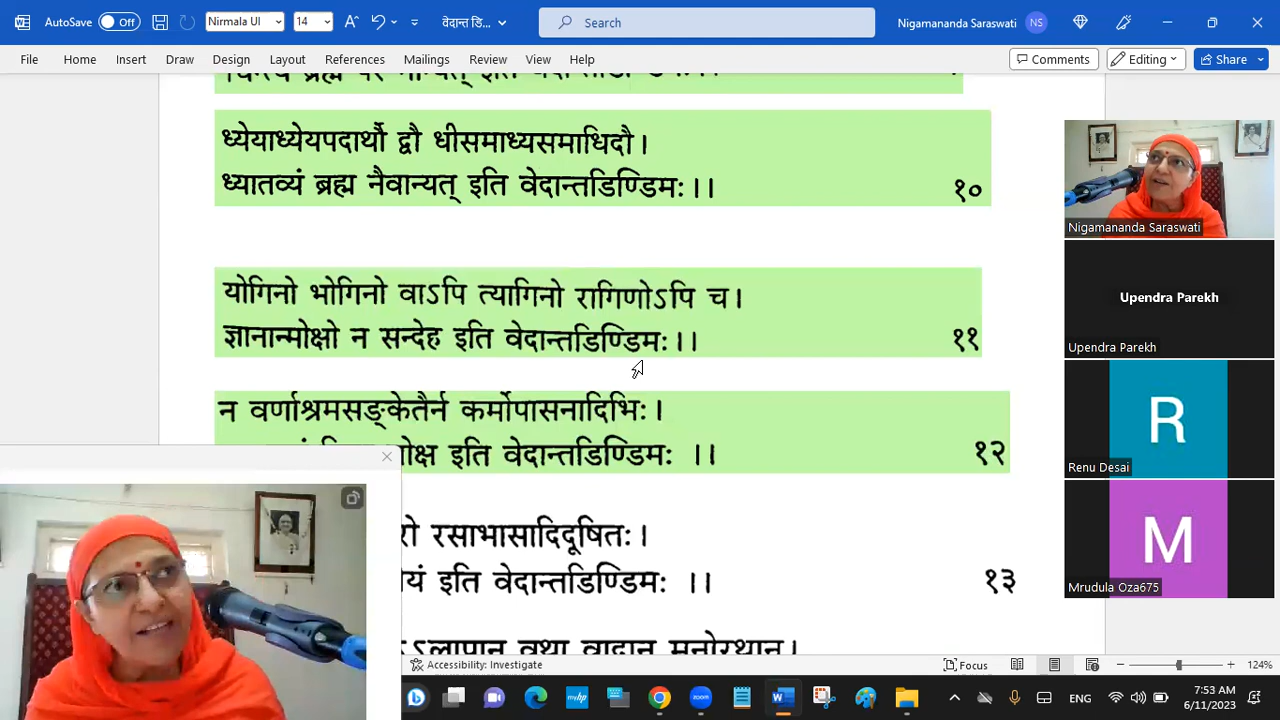 AutoSave Off
Nirmala UI
14
वेदान्त डि...
Search
Nigamananda Saraswati NS
File Home Insert Draw Design Layout References Mailings Review View Help
Comments Editing Share
ध्येयाध्येयपदार्थौ द्वौ धीसमाध्यसमाधिदौ।
ध्यातव्यं ब्रह्म नैवान्यत् इति वेदान्तडिण्डिमः।। १०
योगिनो भोगिनो वाऽपि त्यागिनो रागिणोऽपि च।
ज्ञानान्मोक्षो न सन्देह इति वेदान्तडिण्डिमः।। ११
न वर्णाश्रमसङ्केतैर्न कर्मोपासनादिभिः।
मोक्ष इति वेदान्तडिण्डिमः ।। १२
रसाभासादिदूषितः।
इति वेदान्तडिण्डिमः ।। १३
वृथा वादान् मनोरथान्।
Nigamananda Saraswati
Upendra Parekh
Upendra Parekh
R
Renu Desai
M
Mrudula Oza675
Accessibility: Investigate
Focus
124%
ENG
7:53 AM
6/11/2023